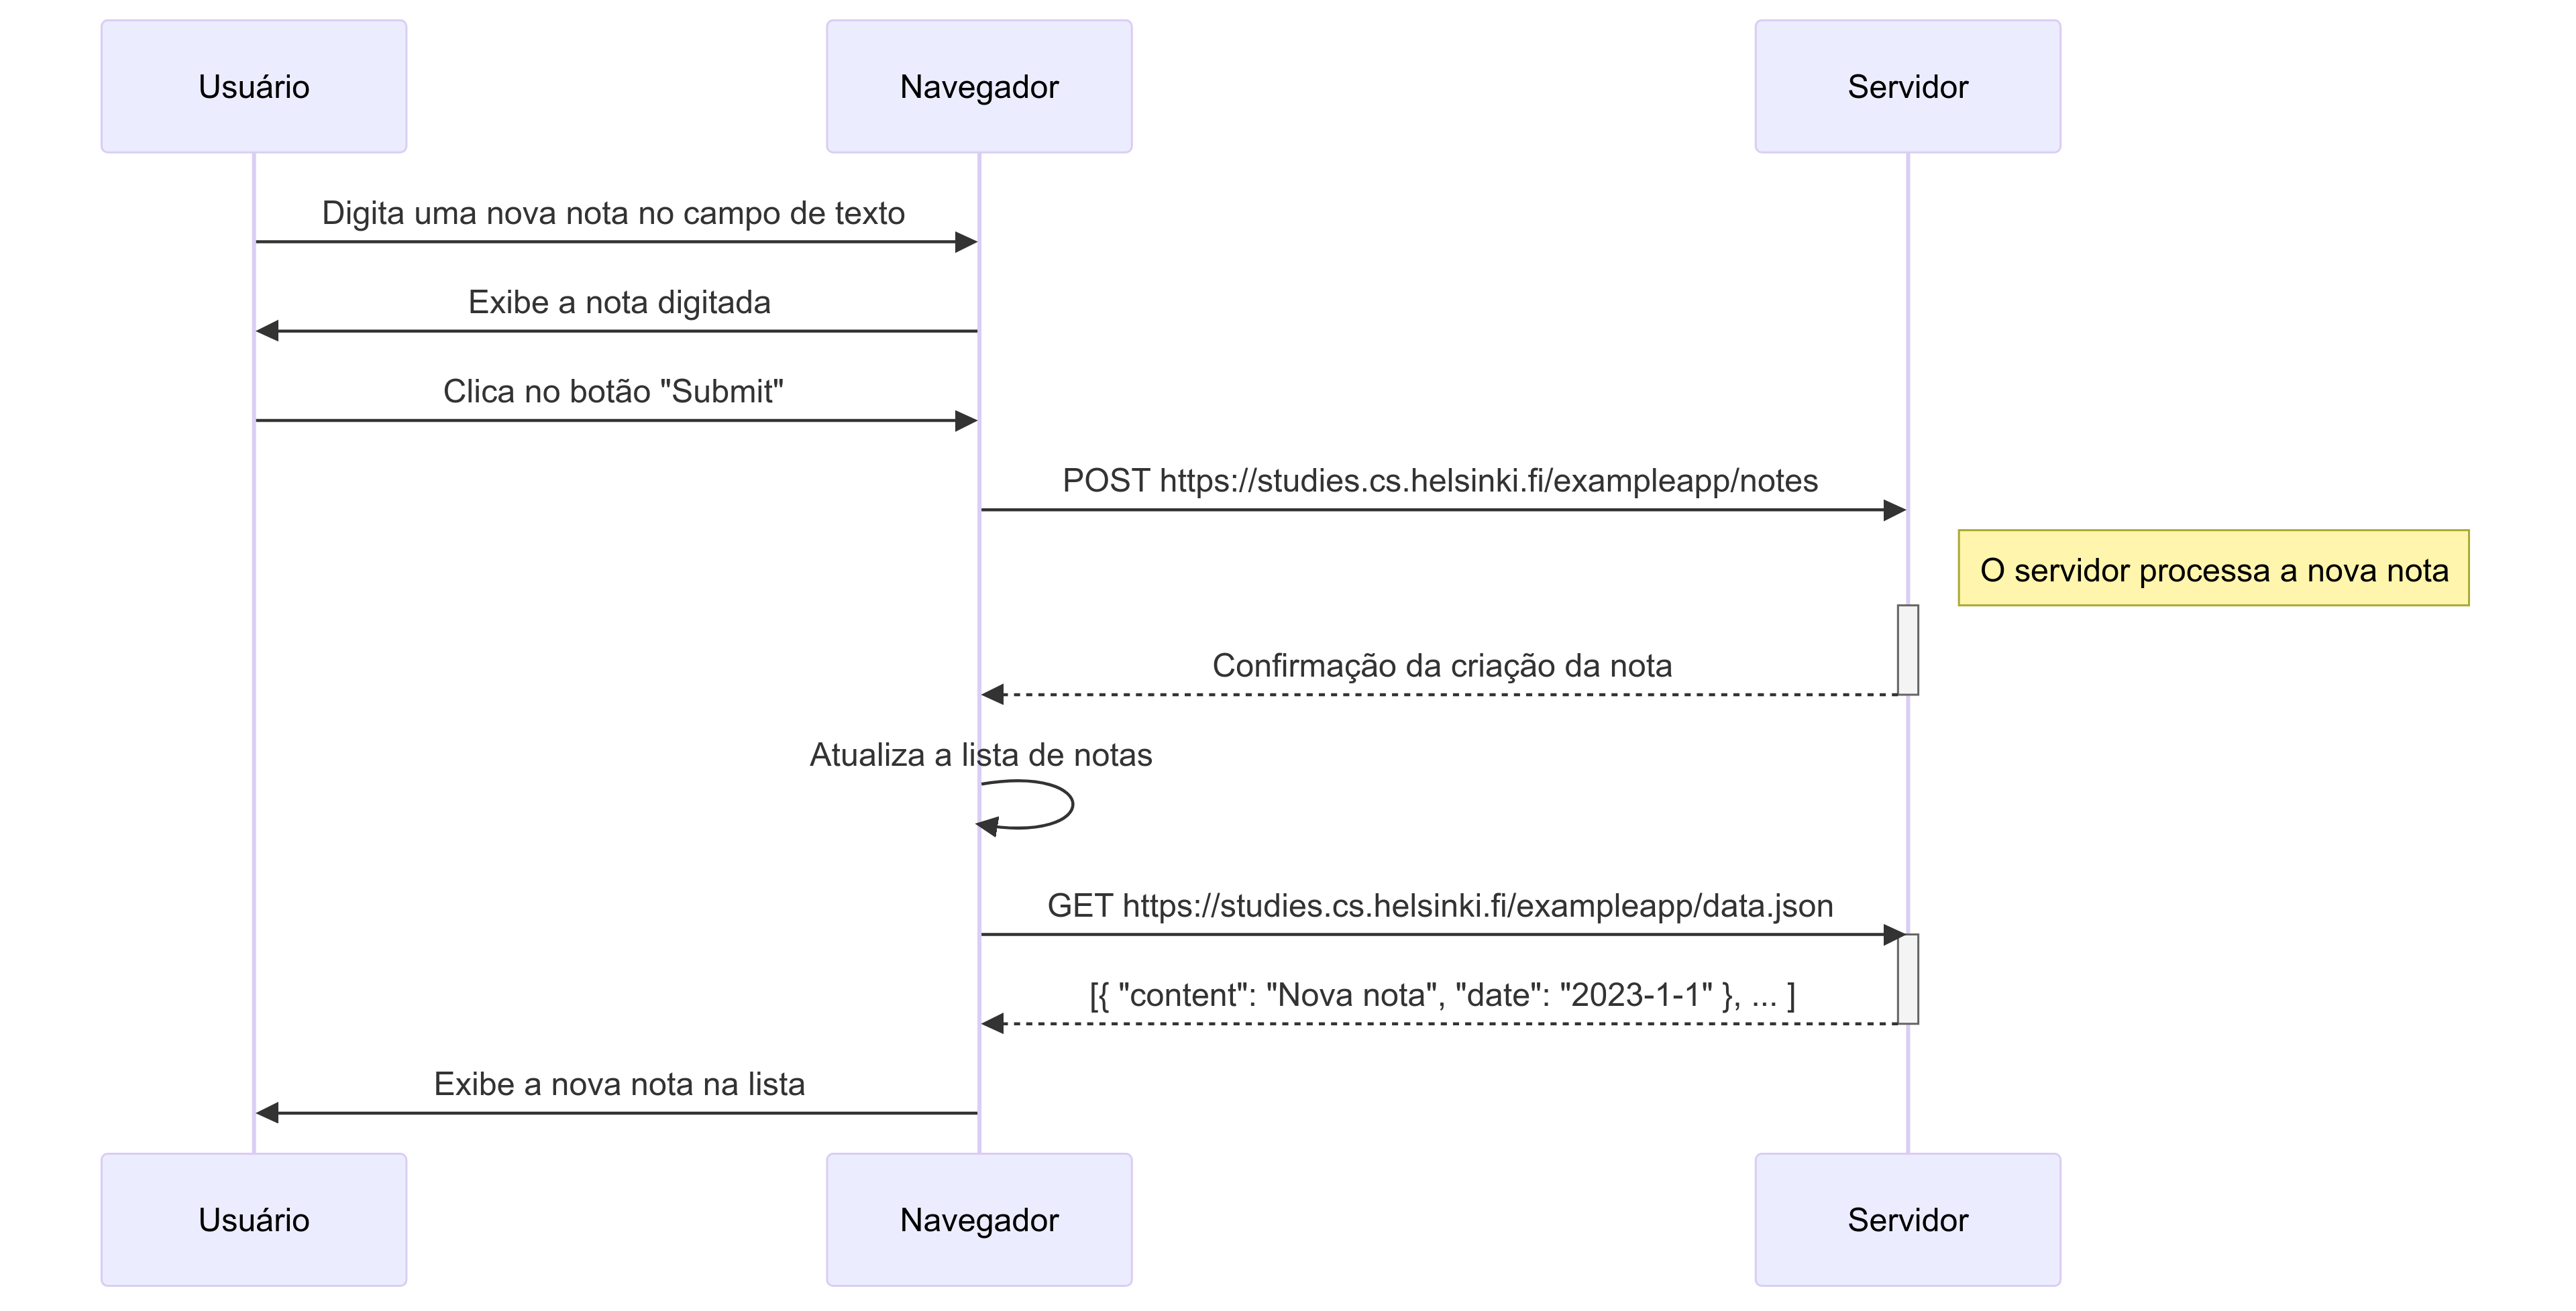 Usuário
Navegador
Servidor
Digita uma nova nota no campo de texto
Exibe a nota digitada
Clica no botão "Submit"
POST https://studies.cs.helsinki.fi/exampleapp/notes
O servidor processa a nova nota
Confirmação da criação da nota
Atualiza a lista de notas
GET https://studies.cs.helsinki.fi/exampleapp/data.json
[{ "content": "Nova nota", "date": "2023-1-1" }, ... ]
Exibe a nova nota na lista
Usuário
Navegador
Servidor